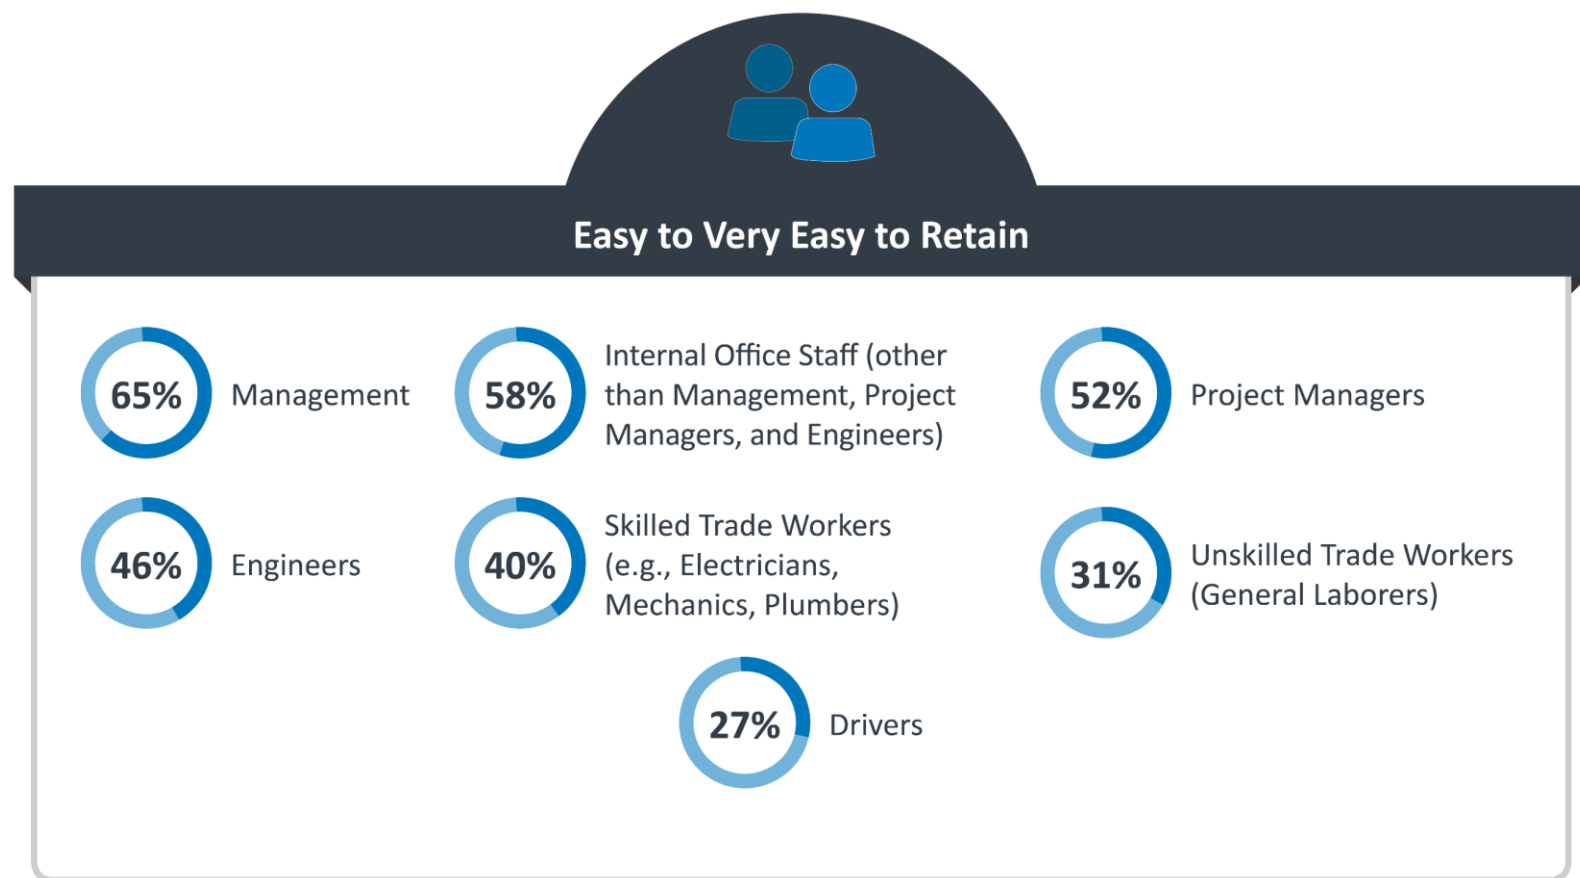 Easy to Very Easy to Retain
65%
Management
58%
Internal Office Staff (other
than Management, Project
Managers, and Engineers)
52%
Project Managers
46%
Engineers
40%
Skilled Trade Workers
(e.g., Electricians,
Mechanics, Plumbers)
31%
Unskilled Trade Workers
(General Laborers)
27%
Drivers